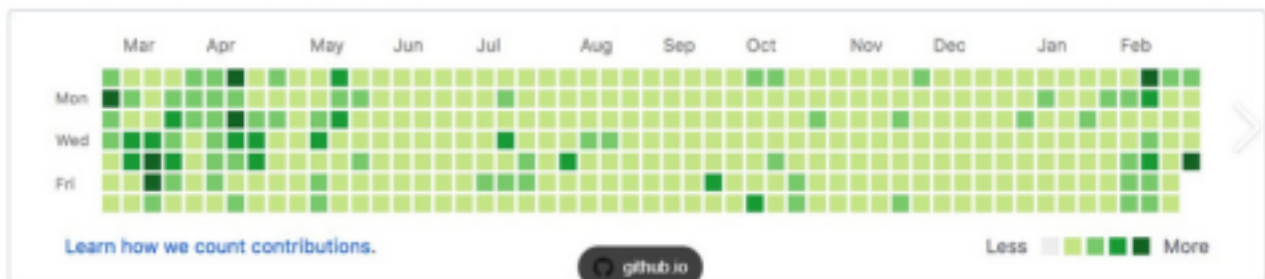 Mar Apr May Jun Jul Aug Sep Oct Nov Dec Jan Feb
Mon
Wed
Fri
Learn how we count contributions.
Less More
github.io